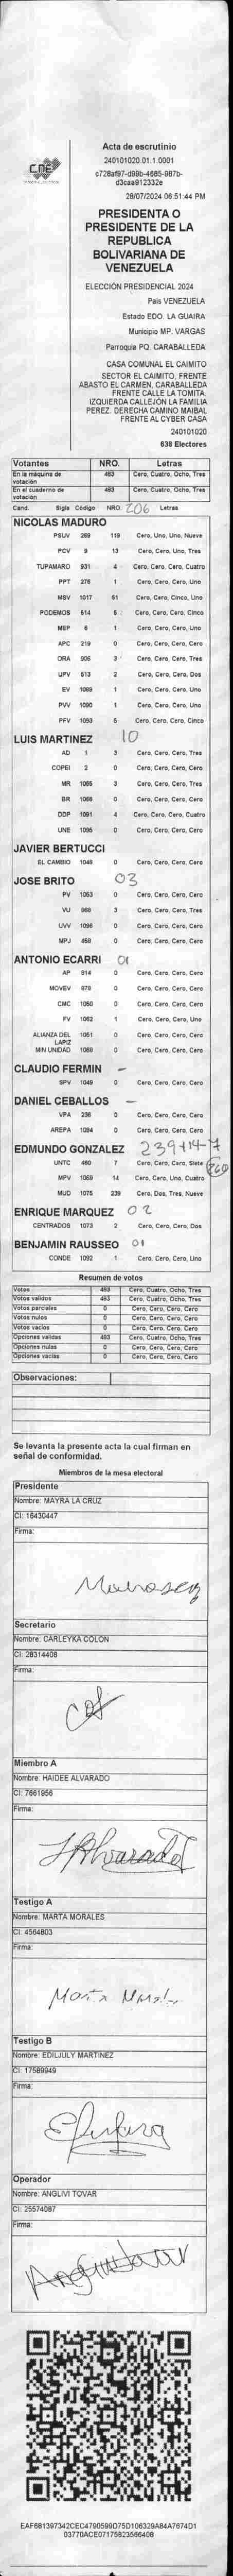 CNE
Acta de escrutinio
240101020.01.1.0001
c728af97-d99b-4685-987b-
d3caa912332e
28/07/2024 06:51:44 PM
PRESIDENTA O
PRESIDENTE DE LA
REPUBLICA
BOLIVARIANA DE
VENEZUELA
ELECCIÓN PRESIDENCIAL 2024
País VENEZUELA
Estado EDO. LA GUAIRA
Municipio MP. VARGAS
Parroquia PQ. CARABALLEDA
CASA COMUNAL EL CAIMITO
SECTOR EL CAIMITO, FRENTE
ABASTO EL CARMEN, CARABALLEDA
FRENTE CALLE LA TOMITA.
IZQUIERDA CALLEJON LA FAMILIA
PEREZ. DERECHA CAMINO MAIBAL
FRENTE AL CYBER CASA
240101020
638 Electores
Votantes NRO. Letras
En la máquina de votación 483 Cero, Cuatro, Ocho, Tres
En el cuaderno de votación 483 Cero, Cuatro, Ocho, Tres
Cand. Sigla Código NRO. 206 Letras
NICOLAS MADURO
PSUV 269 119 Cero, Uno, Uno, Nueve
PCV 9 13 Cero, Cero, Uno, Tres
TUPAMARO 931 4 Cero, Cero, Cero, Cuatro
PPT 276 1 Cero, Cero, Cero, Uno
MSV 1017 51 Cero, Cero, Cinco, Uno
PODEMOS 514 5 Cero, Cero, Cero, Cinco
MEP 6 1 Cero, Cero, Cero, Uno
APC 219 0 Cero, Cero, Cero, Cero
ORA 906 3 Cero, Cero, Cero, Tres
UPV 513 2 Cero, Cero, Cero, Dos
EV 1089 1 Cero, Cero, Cero, Uno
PVV 1090 1 Cero, Cero, Cero, Uno
PFV 1093 5 Cero, Cero, Cero, Cinco
LUIS MARTINEZ 10
AD 1 3 Cero, Cero, Cero, Tres
COPEI 2 0 Cero, Cero, Cero, Cero
MR 1065 3 Cero, Cero, Cero, Tres
BR 1066 0 Cero, Cero, Cero, Cero
DDP 1091 4 Cero, Cero, Cero, Cuatro
UNE 1095 0 Cero, Cero, Cero, Cero
JAVIER BERTUCCI
EL CAMBIO 1048 0 Cero, Cero, Cero, Cero
JOSE BRITO 03
PV 1053 0 Cero, Cero, Cero, Cero
VU 969 3 Cero, Cero, Cero, Tres
UVV 1096 0 Cero, Cero, Cero, Cero
MPJ 458 0 Cero, Cero, Cero, Cero
ANTONIO ECARRI 01
AP 814 0 Cero, Cero, Cero, Cero
MOVEV 878 0 Cero, Cero, Cero, Cero
CMC 1050 0 Cero, Cero, Cero, Cero
FV 1062 1 Cero, Cero, Cero, Uno
ALIANZA DEL LAPIZ 1051 0 Cero, Cero, Cero, Cero
MIN UNIDAD 1088 0 Cero, Cero, Cero, Cero
CLAUDIO FERMIN -
SPV 1049 0 Cero, Cero, Cero, Cero
DANIEL CEBALLOS -
VPA 238 0 Cero, Cero, Cero, Cero
AREPA 1094 0 Cero, Cero, Cero, Cero
EDMUNDO GONZALEZ 239+14+7
UNTC 460 7 Cero, Cero, Cero, Siete 260
MPV 1069 14 Cero, Cero, Uno, Cuatro
MUD 1075 239 Cero, Dos, Tres, Nueve
ENRIQUE MARQUEZ 02
CENTRADOS 1073 2 Cero, Cero, Cero, Dos
BENJAMIN RAUSSEO 01
CONDE 1092 1 Cero, Cero, Cero, Uno
Resumen de votos
Votos 483 Cero, Cuatro, Ocho, Tres
Votos válidos 483 Cero, Cuatro, Ocho, Tres
Votos parciales 0 Cero, Cero, Cero, Cero
Votos nulos 0 Cero, Cero, Cero, Cero
Votos vacíos 0 Cero, Cero, Cero, Cero
Opciones válidas 483 Cero, Cuatro, Ocho, Tres
Opciones nulas 0 Cero, Cero, Cero, Cero
Opciones vacías 0 Cero, Cero, Cero, Cero
Observaciones:
Se levanta la presente acta la cual firman en
señal de conformidad.
Miembros de la mesa electoral
Presidente
Nombre: MAYRA LA CRUZ
CI: 16430447
Firma:
Secretario
Nombre: CARLEYKA COLON
CI: 28314408
Firma:
Miembro A
Nombre: HAIDEE ALVARADO
CI: 7661956
Firma:
HAlvarado
Testigo A
Nombre: MARTA MORALES
CI: 4564803
Firma:
Marta Morales
Testigo B
Nombre: EDILJULY MARTINEZ
CI: 17589949
Firma:
Operador
Nombre: ANGLIVI TOVAR
CI: 25574087
Firma:
EAF681397342CEC4790599D75D106329A84A7674D1
03770ACE07175823566408